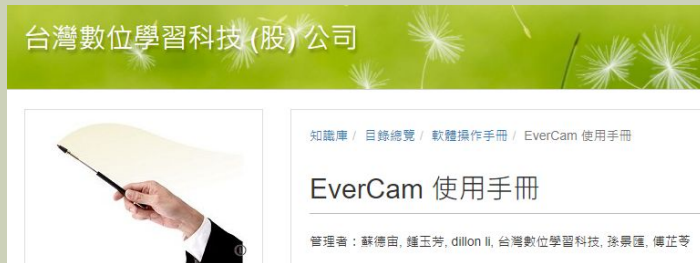 台灣數位學習科技(股)公司
知識庫 / 目錄總覽 / 軟體操作手冊 / EverCam 使用手冊
EverCam 使用手冊
管理者：蘇德宙, 鍾玉芳, dillon li, 台灣數位學習科技, 孫景匯, 傅芷苓